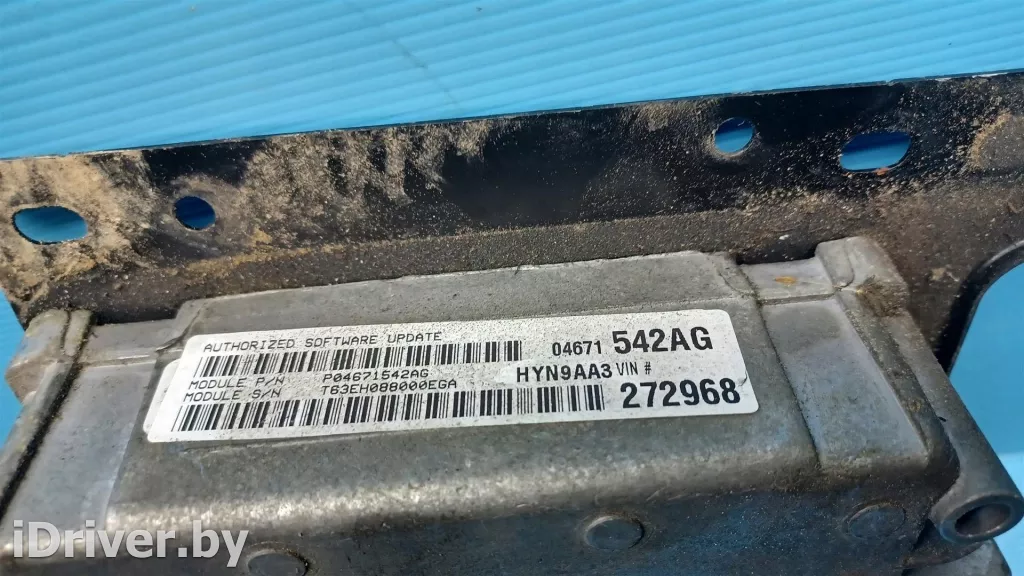 AUTHORIZED SOFTWARE UPDATE
04671 542AG
MODULE P/N P04671542AG
HYN9AA3 VIN #
MODULE S/N T63EH088000EGA
272968
iDriver.by